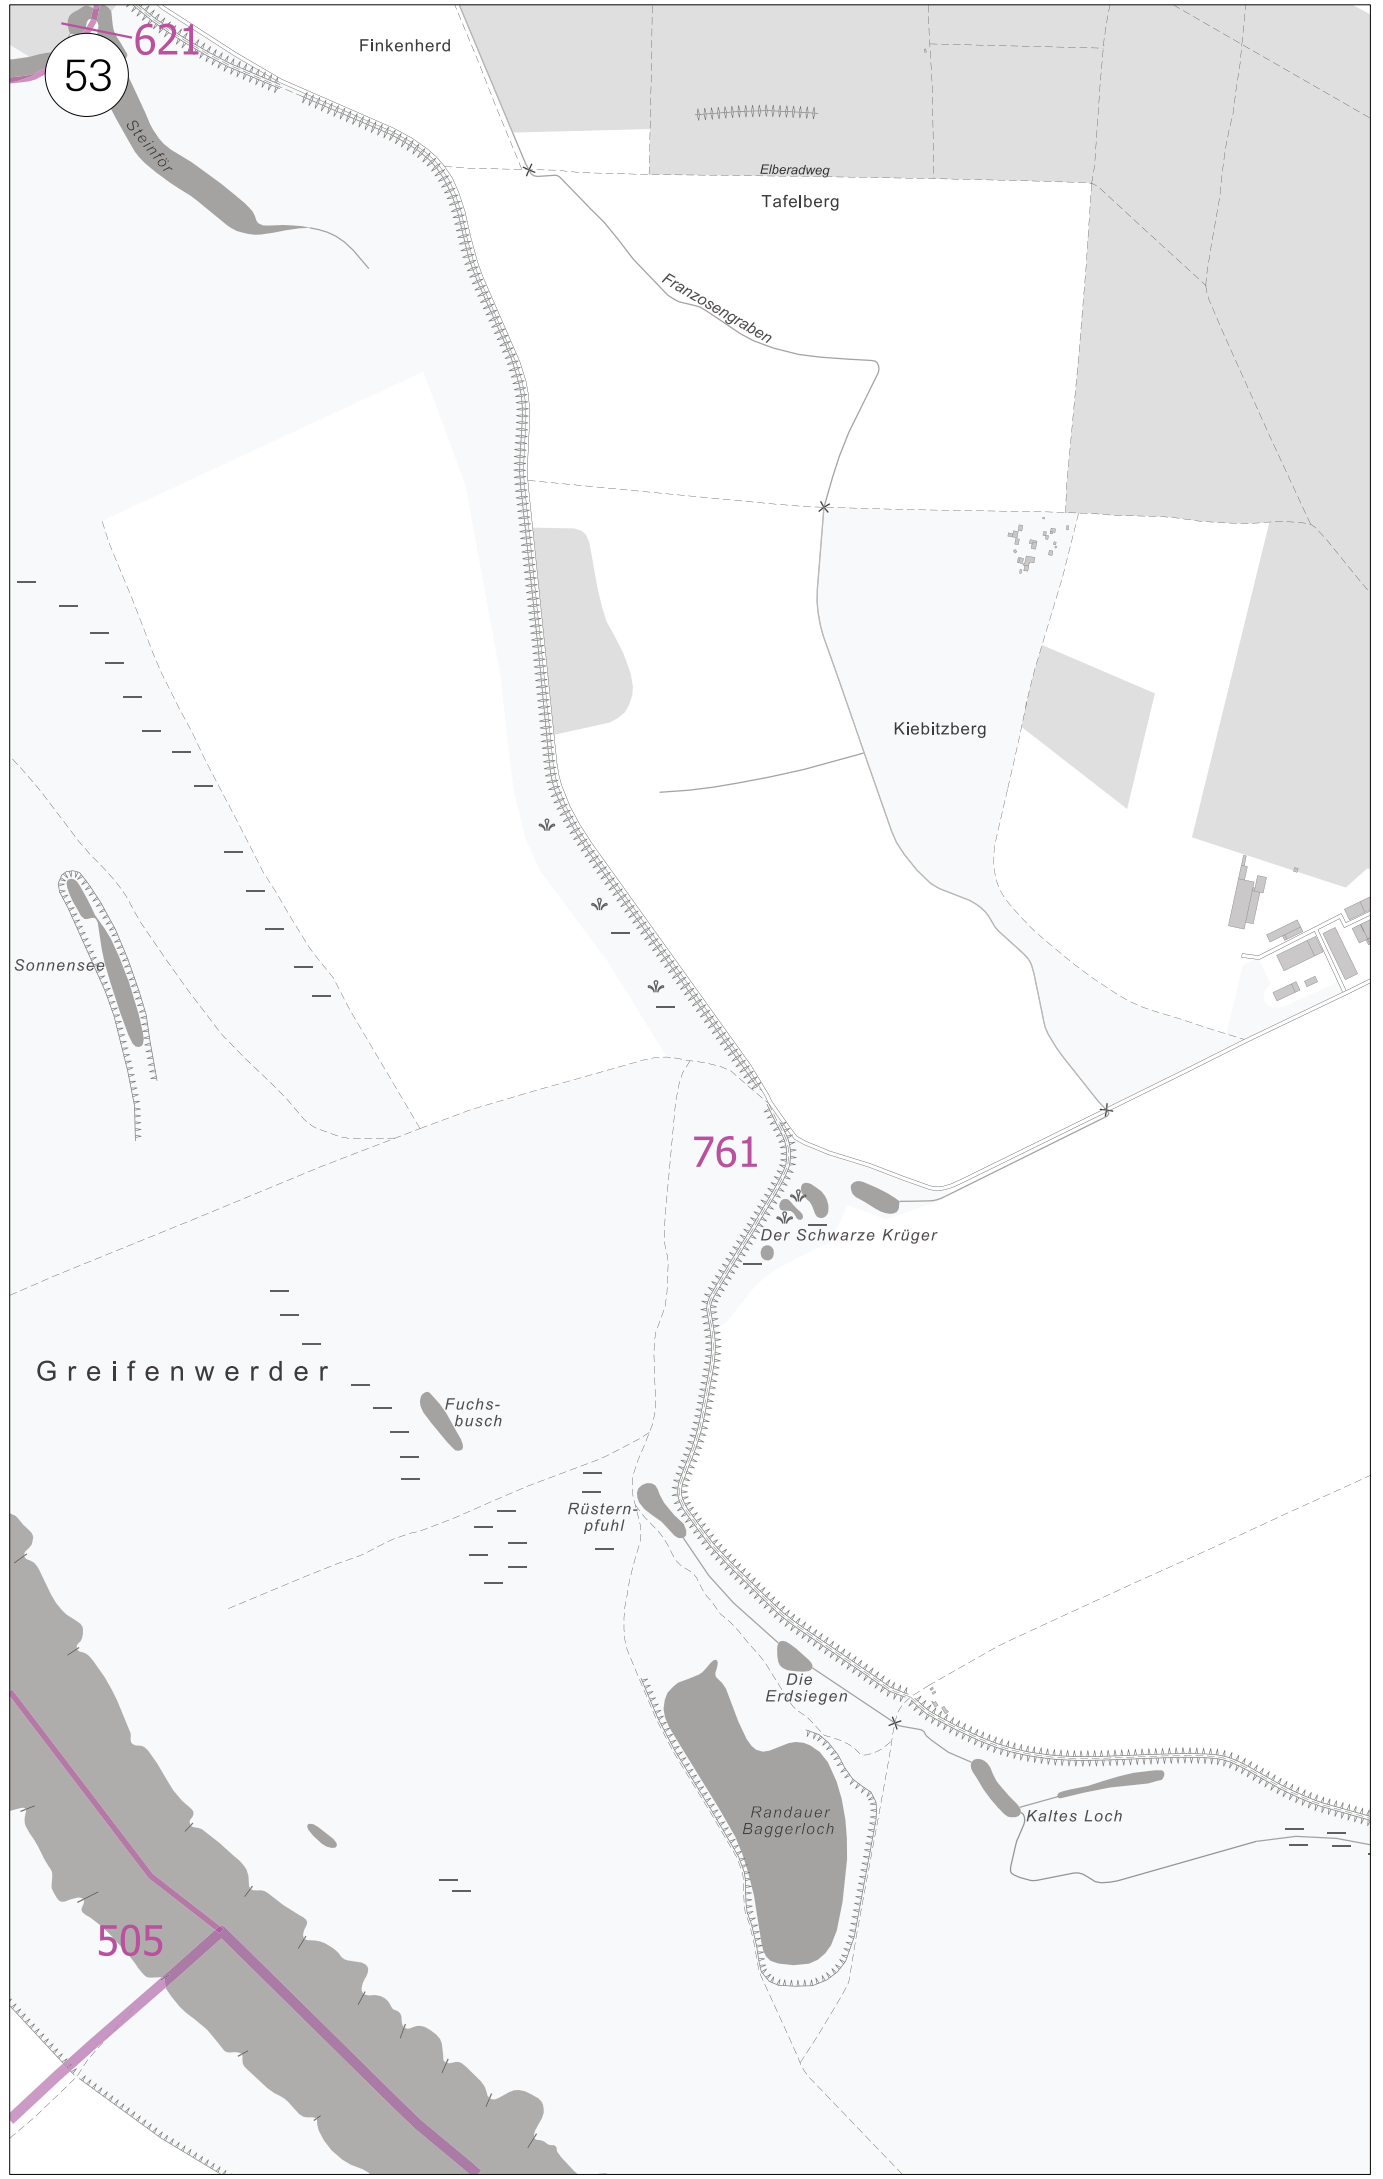 621
53
Finkenherd
Steinför
Elberadweg
Tafelberg
Franzosengraben
Kiebitzberg
Sonnensee
761
Der Schwarze Krüger
Greifenwerder
Fuchs-
busch
Rüstern-
pfuhl
Die
Erdsiegen
Randauer
Baggerloch
Kaltes Loch
505